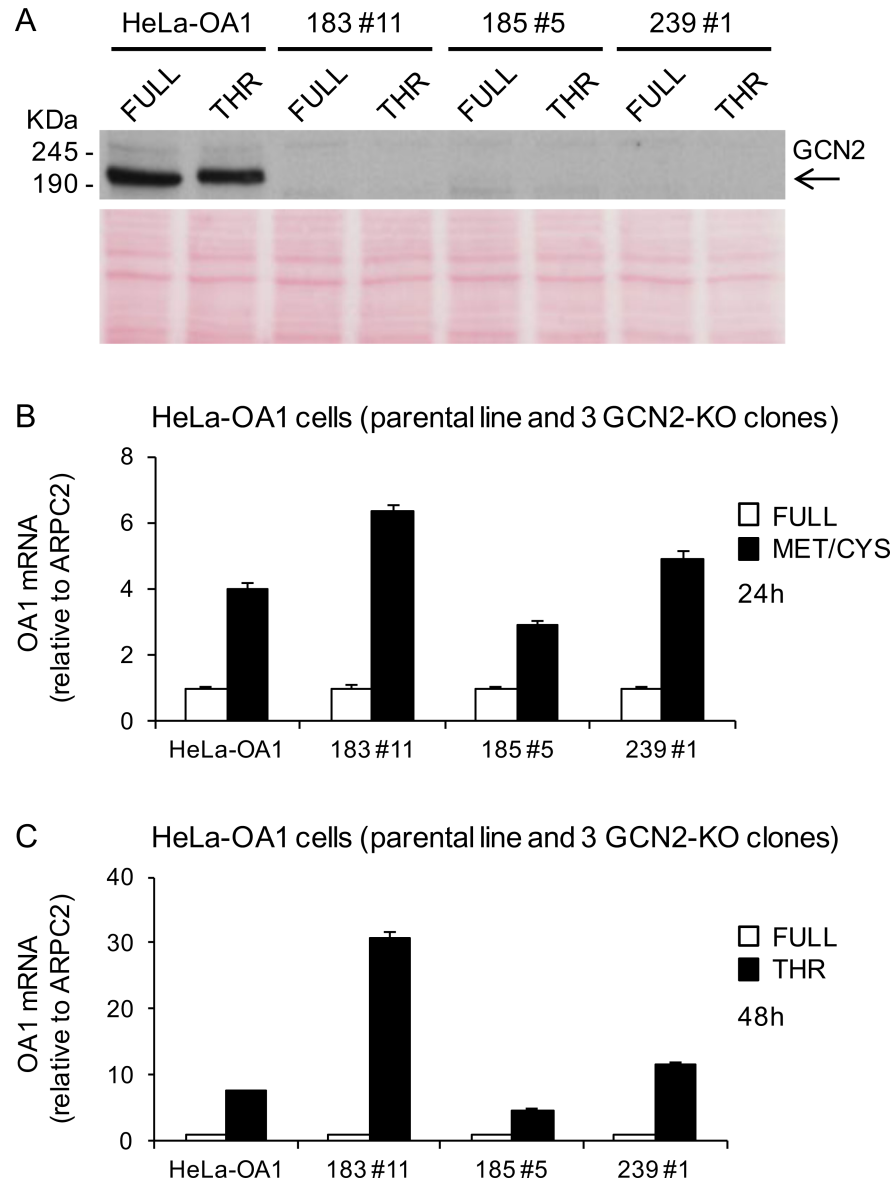 A
HeLa-OA1 183 #11 185 #5 239 #1
FULL THR FULL THR FULL THR FULL THR
KDa
245 -
190 -
GCN2
B
HeLa-OA1 cells (parental line and 3 GCN2-KO clones)
OA1 mRNA
(relative to ARPC2)
8
6
4
2
0
HeLa-OA1 183 #11 185 #5 239 #1
FULL
MET/CYS
24h
C
HeLa-OA1 cells (parental line and 3 GCN2-KO clones)
OA1 mRNA
(relative to ARPC2)
40
30
20
10
0
HeLa-OA1 183 #11 185 #5 239 #1
FULL
THR
48h